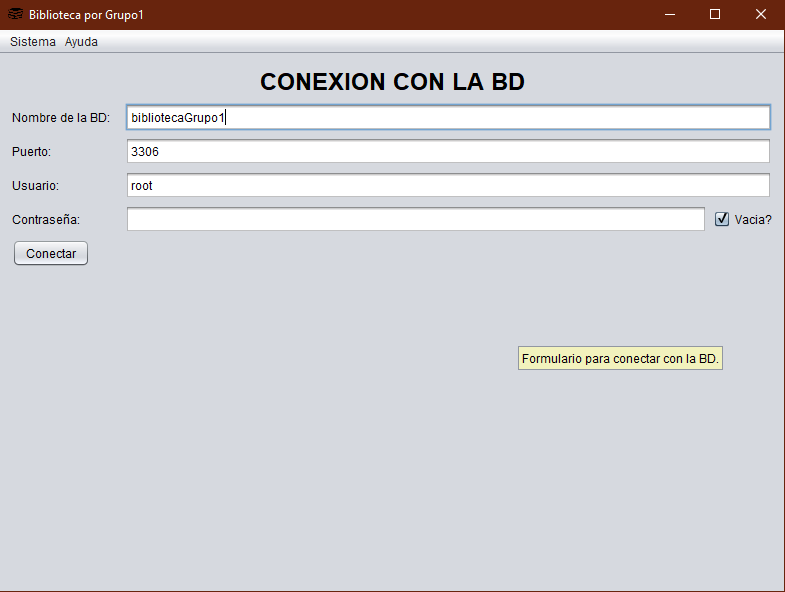 Biblioteca por Grupo1
Sistema Ayuda
CONEXION CON LA BD
Nombre de la BD: bibliotecaGrupo1
Puerto: 3306
Usuario: root
Contraseña: Vacia?
Conectar
Formulario para conectar con la BD.